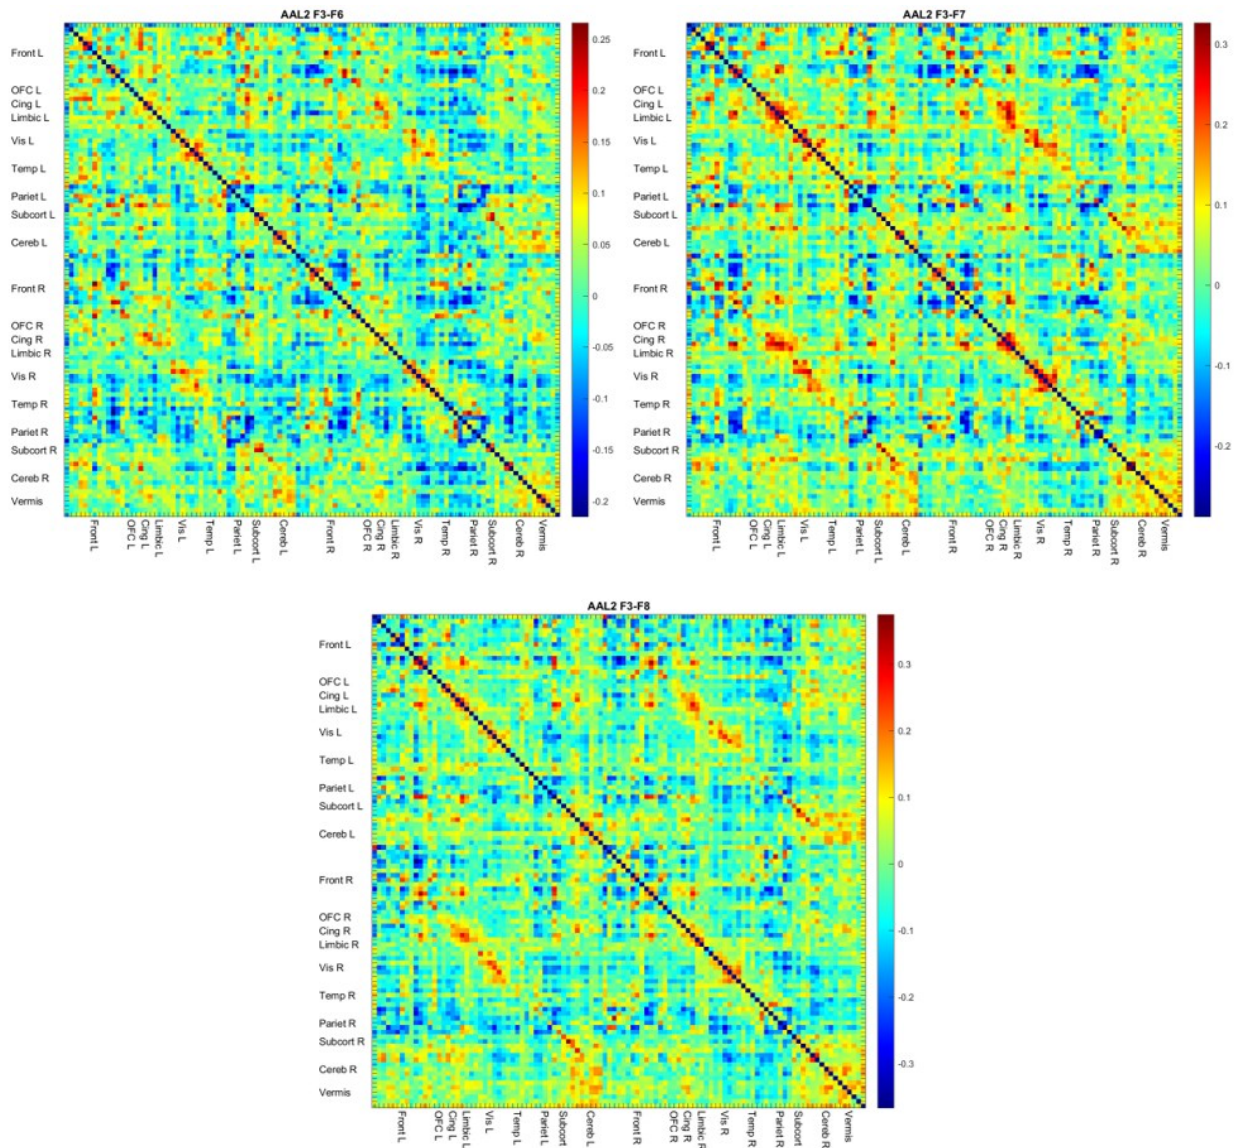 AAL2 F3-F6
Front L
OFC L
Cing L
Limbic L
Vis L
Temp L
Pariet L
Subcort L
Cereb L
Front R
OFC R
Cing R
Limbic R
Vis R
Temp R
Pariet R
Subcort R
Cereb R
Vermis
0.25
0.2
0.15
0.1
0.05
0
-0.05
-0.1
-0.15
-0.2
Front L
OFC L
Cing L
Limbic L
Vis L
Temp L
Pariet L
Subcort L
Cereb L
Front R
OFC R
Cing R
Limbic R
Vis R
Temp R
Pariet R
Subcort R
Cereb R
Vermis
AAL2 F3-F7
Front L
OFC L
Cing L
Limbic L
Vis L
Temp L
Pariet L
Subcort L
Cereb L
Front R
OFC R
Cing R
Limbic R
Vis R
Temp R
Pariet R
Subcort R
Cereb R
Vermis
0.3
0.2
0.1
0
-0.1
-0.2
Front L
OFC L
Cing L
Limbic L
Vis L
Temp L
Pariet L
Subcort L
Cereb L
Front R
OFC R
Cing R
Limbic R
Vis R
Temp R
Pariet R
Subcort R
Cereb R
Vermis
AAL2 F3-F8
Front L
OFC L
Cing L
Limbic L
Vis L
Temp L
Pariet L
Subcort L
Cereb L
Front R
OFC R
Cing R
Limbic R
Vis R
Temp R
Pariet R
Subcort R
Cereb R
Vermis
0.3
0.2
0.1
0
-0.1
-0.2
-0.3
Front L
OFC L
Cing L
Limbic L
Vis L
Temp L
Pariet L
Subcort L
Cereb L
Front R
OFC R
Cing R
Limbic R
Vis R
Temp R
Pariet R
Subcort R
Cereb R
Vermis